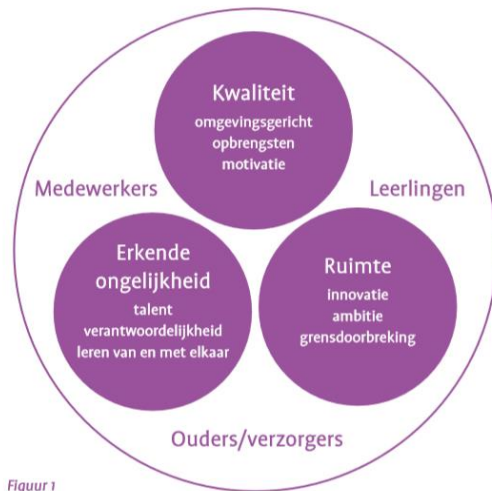 Kwaliteit
omgevingsgericht
opbrengsten
motivatie
Medewerkers
Leerlingen
Erkende
ongelijkheid
talent
verantwoordelijkheid
leren van en met elkaar
Ruimte
innovatie
ambitie
grensdoorbreking
Ouders/verzorgers
Figuur 1